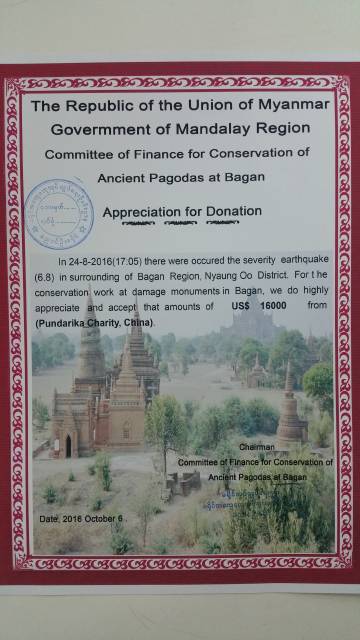 The Republic of the Union of Myanmar
Goverment of Mandalay Region
Committee of Finance for Conservation of
Ancient Pagodas at Bagan
Appreciation for Donation
In 24-8-2016(17:05) there were occured the severity earthquake
(6.8) in surrounding of Bagan Region, Nyaung Oo District. For the
conservation work at damage monuments in Bagan, we do highly
appreciate and accept that amounts of US$ 16000 from
(Pundarika Charity, China).
Chairman
Committee of Finance for Conservation of
Ancient Pagodas at Bagan
Date, 2016 October 6 .